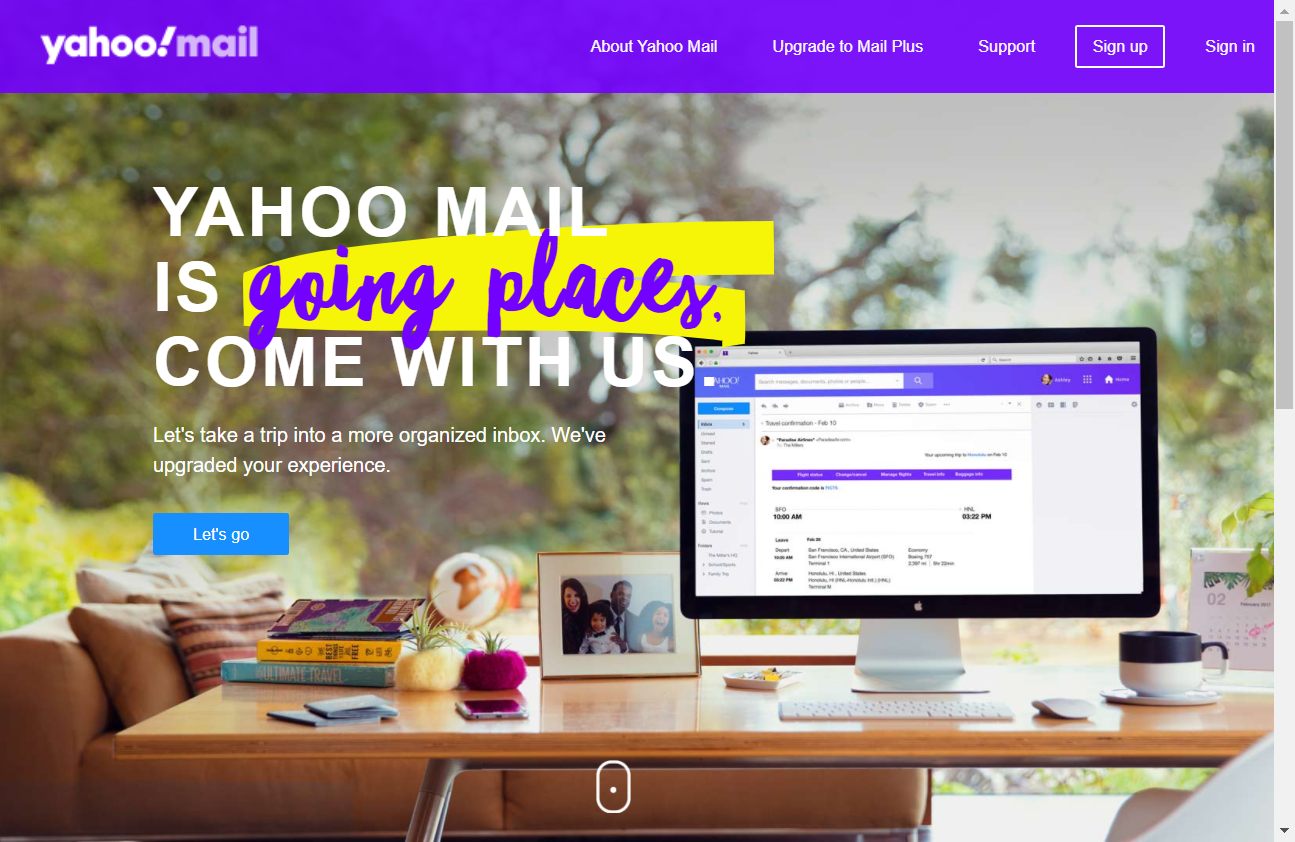 yahoo!mail
About Yahoo Mail
Upgrade to Mail Plus
Support
Sign up
Sign in
YAHOO MAIL
IS going places,
COME WITH US.
Let's take a trip into a more organized inbox. We've
upgraded your experience.
Let's go
Search messages, documents, photos or people...
Ashley
Home
Compose
Archive
Move
Delete
Spam
Inbox
Unread
Starred
Drafts
Sent
Archive
Spam
Trash
Travel confirmation - Feb 10
"Paradise Airlines"
To: The Millers
Your upcoming trip to Honolulu on Feb 10
Flight status
Change/cancel
Manage flights
Travel info
Baggage info
Your confirmation code is
Views
Photos
Documents
Tutorial
SFO
10:00 AM
HNL
03:22 PM
Folders
The Miller's HQ
School/Sports
Family Trip
Leave
Depart
10:00 AM
San Francisco, CA, United States
San Francisco International Airport (SFO)
Terminal 1
Economy
Boeing 757
2,397 mi | 5hr 22min
Arrive
03:22 PM
Honolulu, HI, United States
Honolulu, HI (HNL-Honolulu Intl.) (HNL)
Terminal M
02
February 2017
ULTIMATE TRAVEL